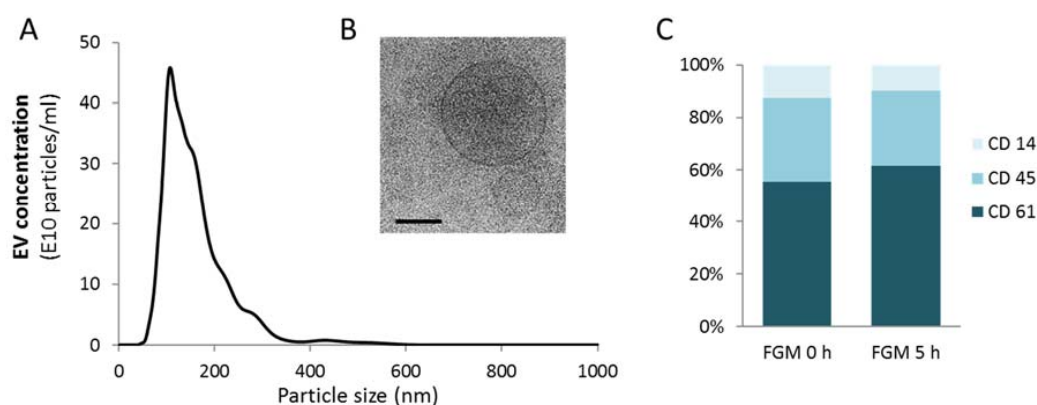 A
B
C
50
40
30
20
10
0
EV concentration
(E10 particles/ml)
0
200
400
600
800
1000
Particle size (nm)
100%
80%
60%
40%
20%
0%
FGM 0 h
FGM 5 h
CD 14
CD 45
CD 61